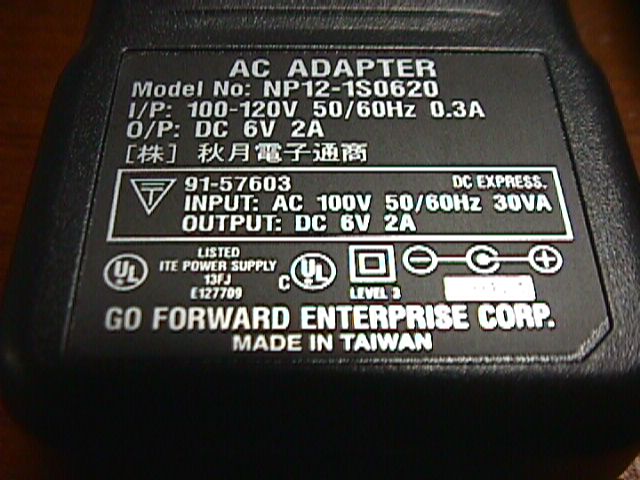 AC ADAPTER
Model No: NP12-1S0620
I/P: 100-120V 50/60Hz 0.3A
O/P: DC 6V 2A
[株] 秋月電子通商
T 91-57603 DC EXPRESS.
INPUT: AC 100V 50/60Hz 30VA
OUTPUT: DC 6V 2A
UL LISTED
ITE POWER SUPPLY
13FJ
E127709
C UL
LEVEL 3
GO FORWARD ENTERPRISE CORP.
MADE IN TAIWAN